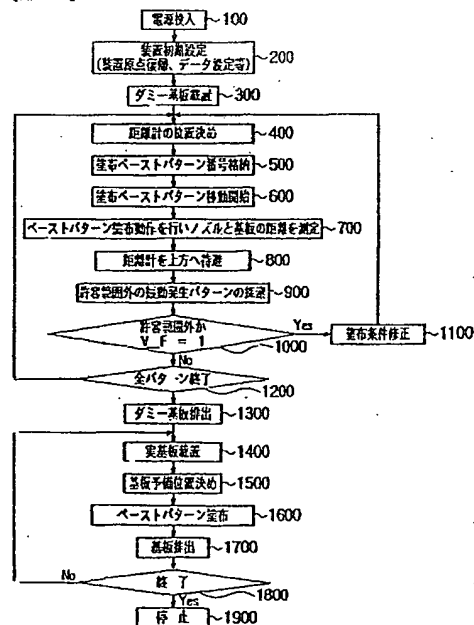 電源投入 100
装置初期設定
(装置原点復帰、データ設定等) 200
ダミー基板載置 300
距離計の位置決め 400
塗布ペーストパターン番号格納 500
塗布ペーストパターン移動開始 600
ペーストパターン塗布動作を行いノズルと基板の距離を測定 700
距離計を上方へ待避 800
許容範囲外の振動発生パターンの 900
許容範囲外か
V_F = 1 1000
Yes
塗布条件修正 1100
No
全パターン終了 1200
ダミー基板排出 1300
実基板載置 1400
基板予備位置決め 1500
ペーストパターン塗布 1600
基板排出 1700
No
終了 1800
Yes
停止 1900